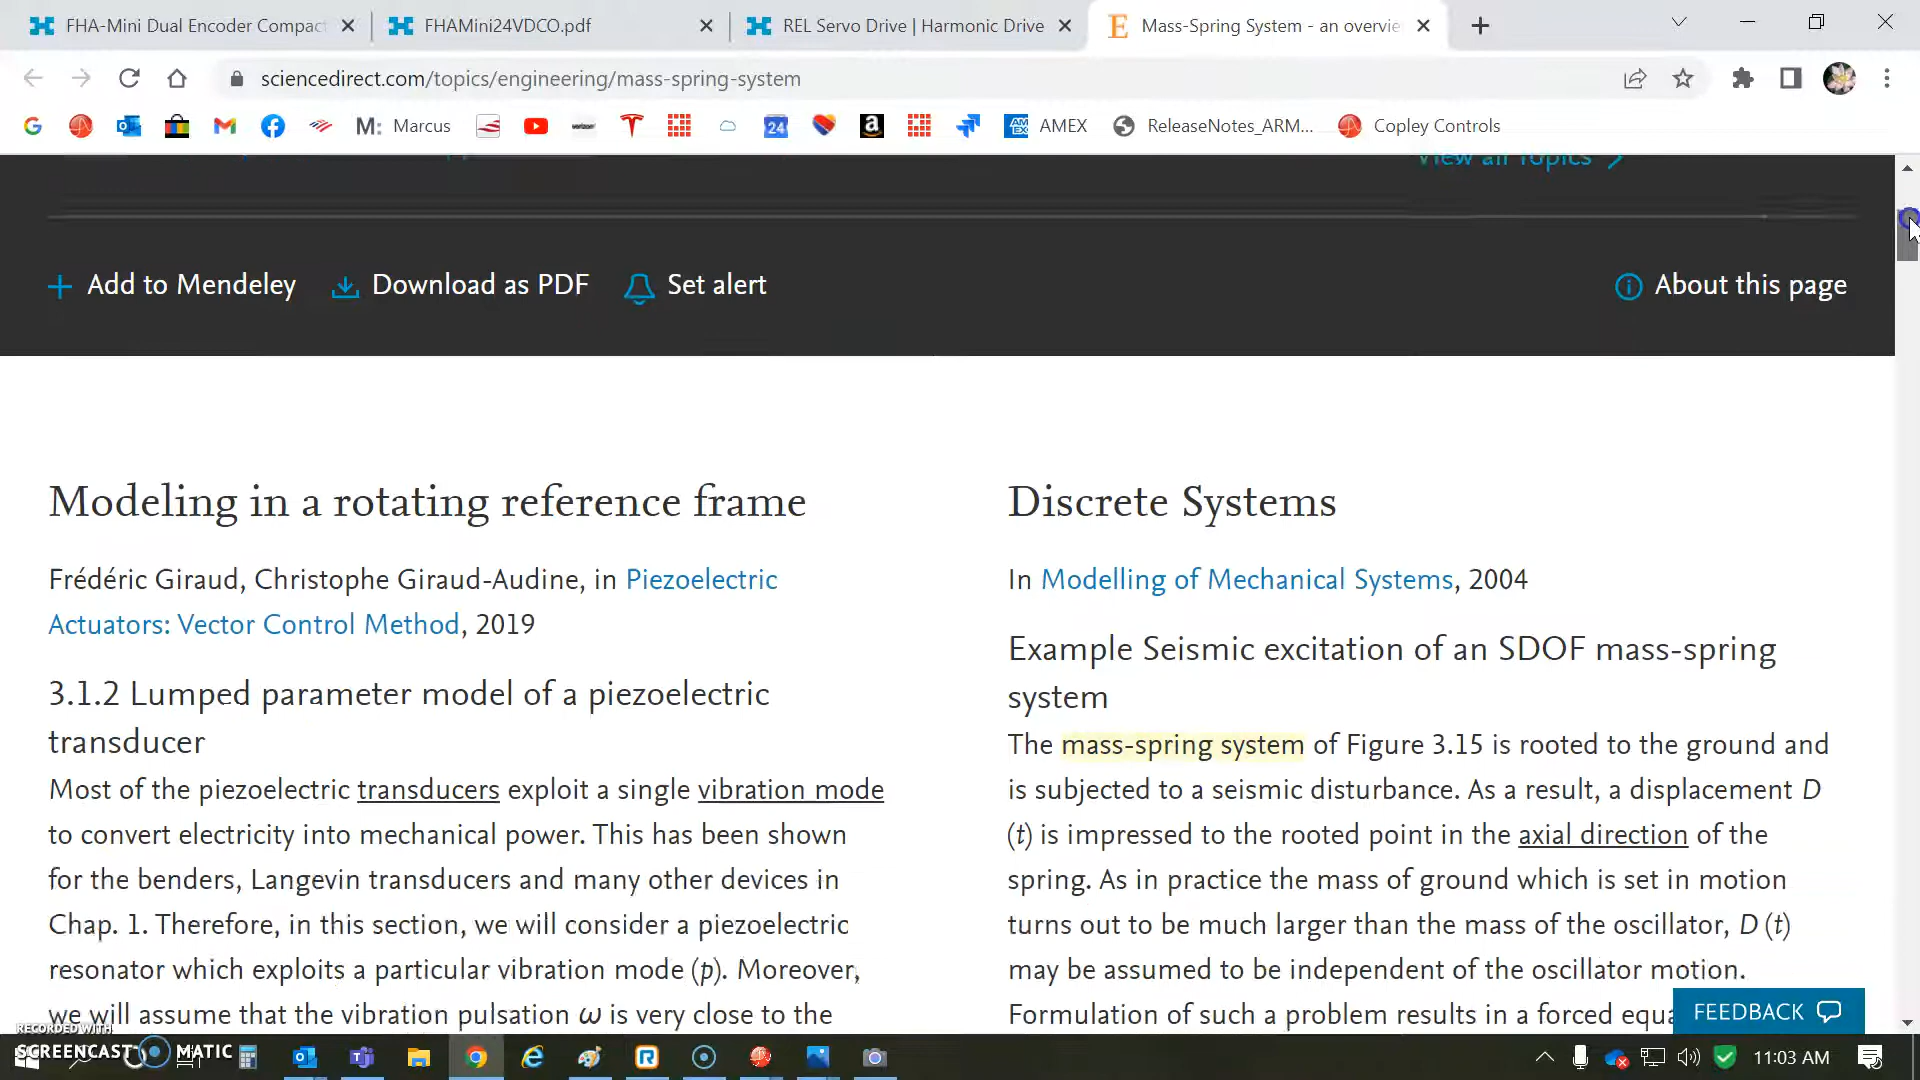 FHA-Mini Dual Encoder Compact
FHAMini24VDCO.pdf
REL Servo Drive | Harmonic Drive
Mass-Spring System - an overvie
sciencedirect.com/topics/engineering/mass-spring-system
M: Marcus
24
AMEX
ReleaseNotes_ARM...
Copley Controls
View all Topics
Add to Mendeley
Download as PDF
Set alert
About this page
Modeling in a rotating reference frame
Frédéric Giraud, Christophe Giraud-Audine, in Piezoelectric
Actuators: Vector Control Method, 2019
3.1.2 Lumped parameter model of a piezoelectric
transducer
Most of the piezoelectric transducers exploit a single vibration mode
to convert electricity into mechanical power. This has been shown
for the benders, Langevin transducers and many other devices in
Chap. 1. Therefore, in this section, we will consider a piezoelectric
resonator which exploits a particular vibration mode (p). Moreover,
we will assume that the vibration pulsation ω is very close to the
Discrete Systems
In Modelling of Mechanical Systems, 2004
Example Seismic excitation of an SDOF mass-spring
system
The mass-spring system of Figure 3.15 is rooted to the ground and
is subjected to a seismic disturbance. As a result, a displacement D
(t) is impressed to the rooted point in the axial direction of the
spring. As in practice the mass of ground which is set in motion
turns out to be much larger than the mass of the oscillator, D (t)
may be assumed to be independent of the oscillator motion.
Formulation of such a problem results in a forced equa
FEEDBACK
RECORDED WITH
SCREENCAST MATIC
11:03 AM